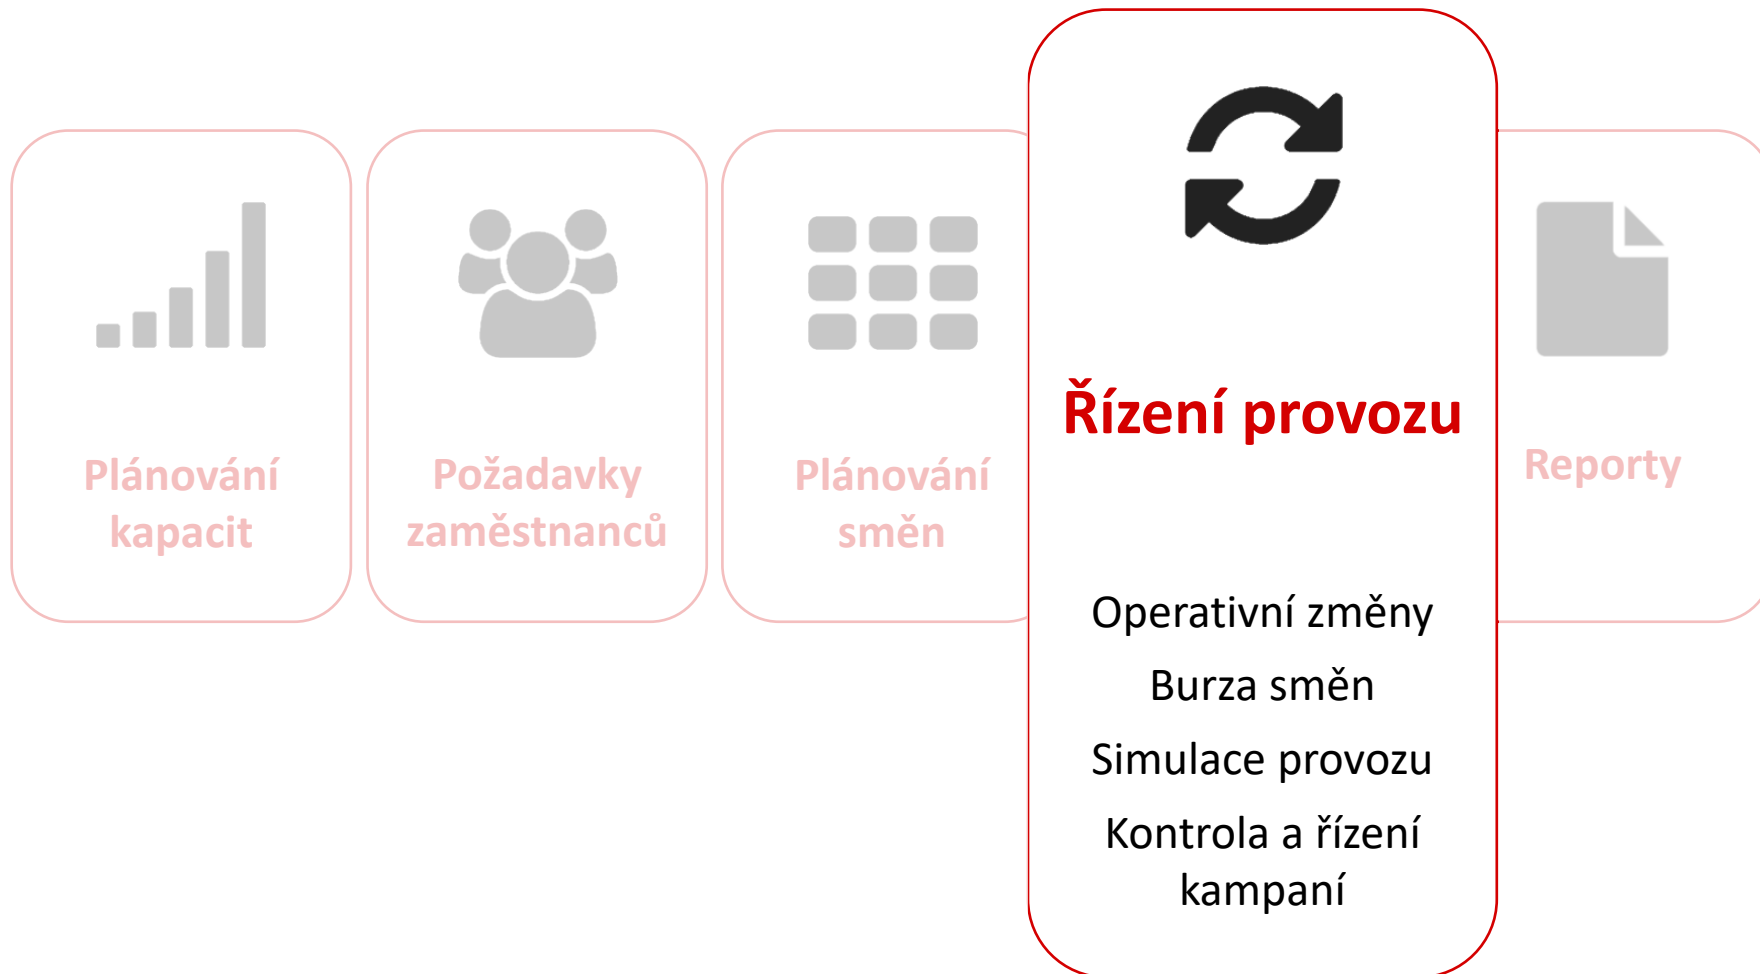 Plánování
kapacit
Požadavky
zaměstnanců
Plánování
směn
Řízení provozu
Operativní změny
Burza směn
Simulace provozu
Kontrola a řízení
kampaní
Reporty